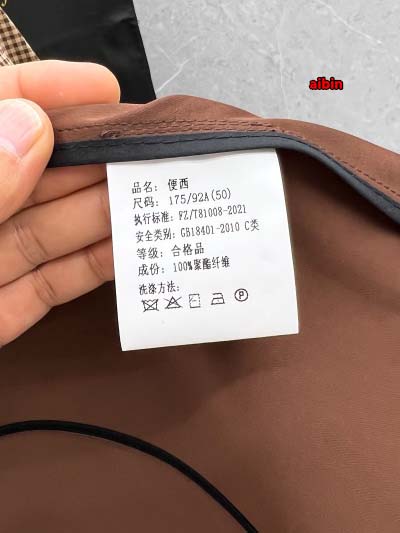 aibin
品名: 便西
尺码: 175/92A(50)
执行标准: FZ/T81008-2021
安全类别: GB18401-2010 C类
等级: 合格品
成份: 100%聚酯纤维
洗涤方法:
P